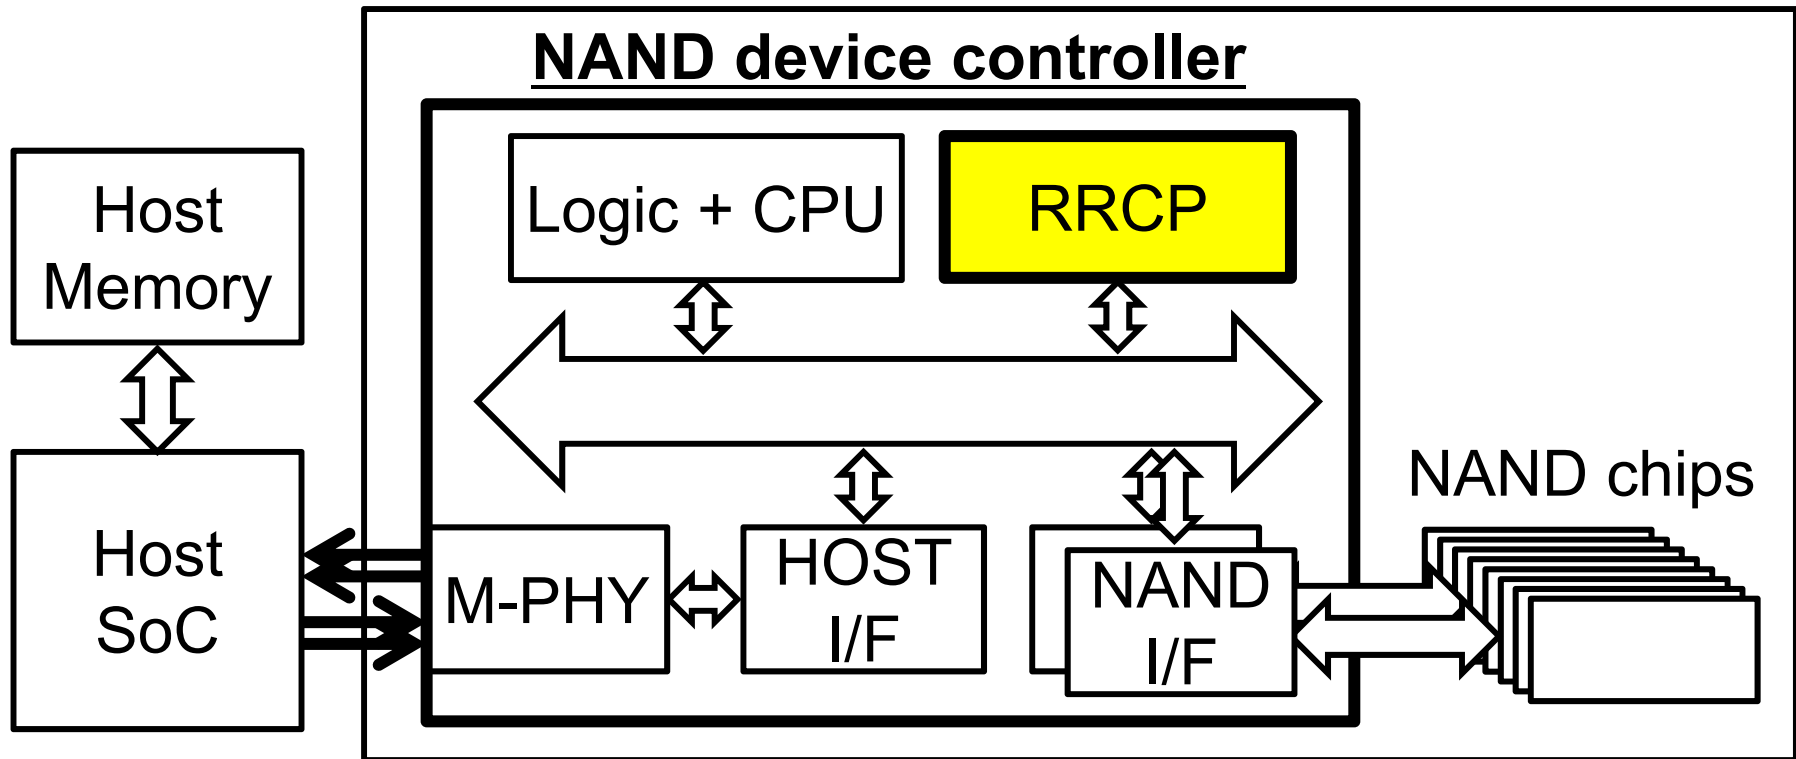 NAND device controller
Logic + CPU
RRCP
Host
Memory
NAND chips
Host
SoC
M-PHY
HOST
I/F
NAND
I/F